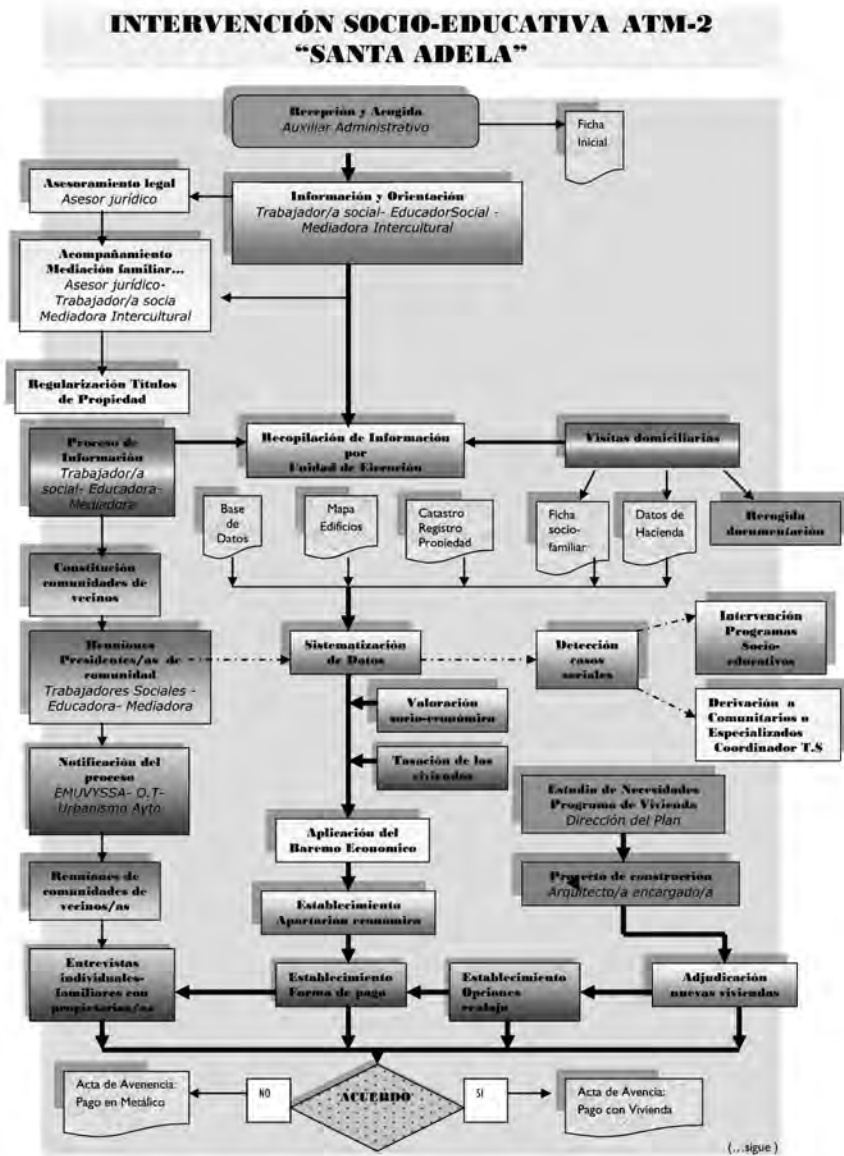 INTERVENCIÓN SOCIO-EDUCATIVA ATM-2
“SANTA ADELA”
Recepción y Acogida
Auxiliar Administrativo
Ficha
Inicial
Asesoramiento legal
Asesor jurídico
Información y Orientación
Trabajador/a social- EducadorSocial -
Mediadora Intercultural
Acompañamiento
Mediación familiar...
Asesor jurídico-
Trabajador/a socia
Mediadora Intercultural
Regularización Títulos
de Propiedad
Proceso de
Información
Trabajador/a
social- Educadora-
Mediadora
Recopilación de Información
por
Unidad de Ejecución
Visitas domiciliarias
Base
de
Datos
Mapa
Edificios
Catastro
Registro
Propiedad
Ficha
socio-
familiar
Datos de
Hacienda
Recogida
documentación
Constitución
comunidades de
vecinos
Reuniones
Presidentes/as de
comunidad
Trabajadores Sociales -
Educadora- Mediadora
Sistematización
de Datos
Detección
casos
sociales
Intervención
Programas
Socio-
educativos
Derivación a
Comunitarios o
Especializados
Coordinador T.S
Valoración
socio-económica
Tasación de las
viviendas
Notificación del
proceso
EMUVYSSA- O.T-
Urbanismo Ayto
Estudio de Necesidades
Programa de Vivienda
Dirección del Plan
Aplicación del
Baremo Economico
Reuniones de
comunidades de
vecinos/as
Proyecto de construcción
Arquitecto/a encargado/a
Establecimiento
Aportación económica
Entrevistas
individuales-
familiares con
propietarios/as
Establecimiento
Forma de pago
Establecimiento
Opciones
realojo
Adjudicación
nuevas viviendas
Acta de Avenencia:
Pago en Metálico
NO
ACUERDO
SI
Acta de Avencia:
Pago con Vivienda
(...sigue )